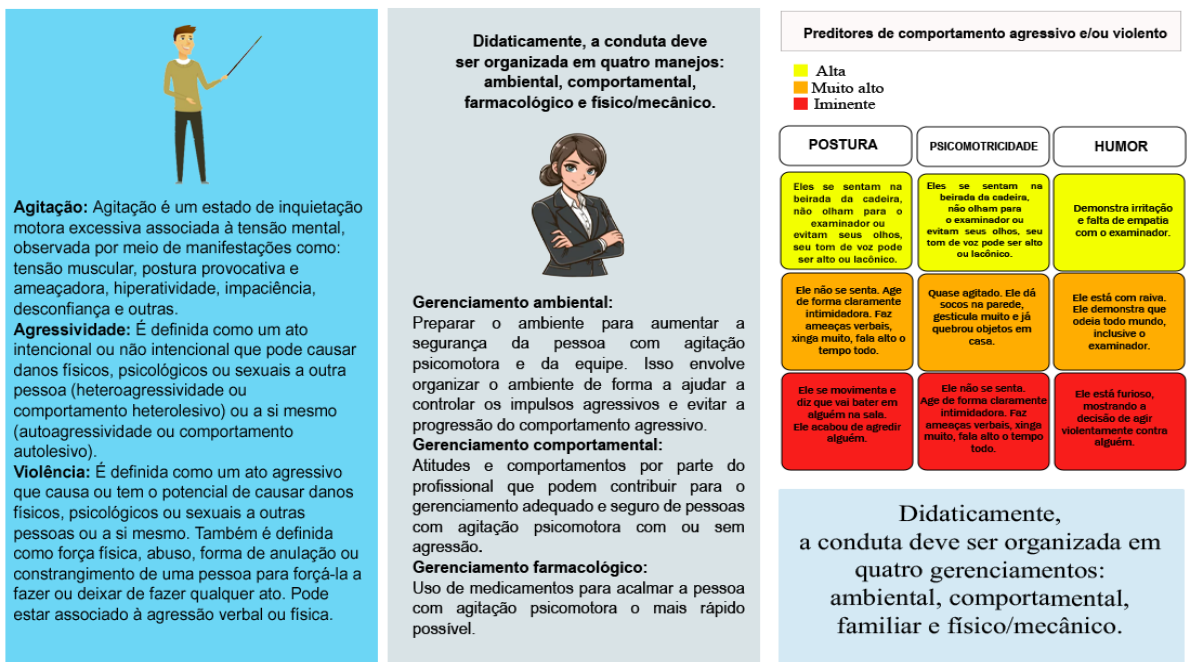 Agitação: Agitação é um estado de inquietação
motora excessiva associada à tensão mental,
observada por meio de manifestações como:
tensão muscular, postura provocativa e
ameaçadora, hiperatividade, impaciência,
desconfiança e outras.
Agressividade: É definida como um ato
intencional ou não intencional que pode causar
danos físicos, psicológicos ou sexuais a outra
pessoa (heteroagressividade ou
comportamento heterolesivo) ou a si mesmo
(autoagressividade ou comportamento
autolesivo).
Violência: É definida como um ato agressivo
que causa ou tem o potencial de causar danos
físicos, psicológicos ou sexuais a outras
pessoas ou a si mesmo. Também é definida
como força física, abuso, forma de anulação ou
constrangimento de uma pessoa para forçá-la a
fazer ou deixar de fazer qualquer ato. Pode
estar associado à agressão verbal ou física.
Didaticamente, a conduta deve
ser organizada em quatro manejos:
ambiental, comportamental,
farmacológico e físico/mecânico.
Gerenciamento ambiental:
Preparar o ambiente para aumentar a
segurança da pessoa com agitação
psicomotora e da equipe. Isso envolve
organizar o ambiente de forma a ajudar a
controlar os impulsos agressivos e evitar a
progressão do comportamento agressivo.
Gerenciamento comportamental:
Atitudes e comportamentos por parte do
profissional que podem contribuir para o
gerenciamento adequado e seguro de pessoas
com agitação psicomotora com ou sem
agressão.
Gerenciamento farmacológico:
Uso de medicamentos para acalmar a pessoa
com agitação psicomotora o mais rápido
possível.
Preditores de comportamento agressivo e/ou violento
Alta
Muito alto
Iminente
POSTURA
PSICOMOTRICIDADE
HUMOR
Eles se sentam na
beirada da cadeira,
não olham para o
examinador ou
evitam seus olhos,
seu tom de voz pode
ser alto ou lacônico.
Eles se sentam na
beirada da cadeira,
não olham para
o examinador ou
evitam seus olhos, seu
tom de voz pode ser alto
ou lacônico.
Demonstra irritação
e falta de empatia
com o examinador.
Ele não se senta. Age
de forma claramente
intimidadora. Faz
ameaças verbais,
xinga muito, fala alto o
tempo todo.
Quase agitado. Ele dá
socos na parede,
gesticula muito e já
quebrou objetos em
casa.
Ele está com raiva.
Ele demonstra que
odeia todo mundo,
inclusive o
examinador.
Ele se movimenta e
diz que vai bater em
alguém na sala.
Ele acabou de agredir
alguém.
Ele não se senta.
Age de forma claramente
intimidadora. Faz
ameaças verbais, xinga
muito, fala alto o tempo
todo.
Ele está furioso,
mostrando a
decisão de agir
violentamente contra
alguém.
Didaticamente,
a conduta deve ser organizada em
quatro gerenciamentos:
ambiental, comportamental,
familiar e físico/mecânico.